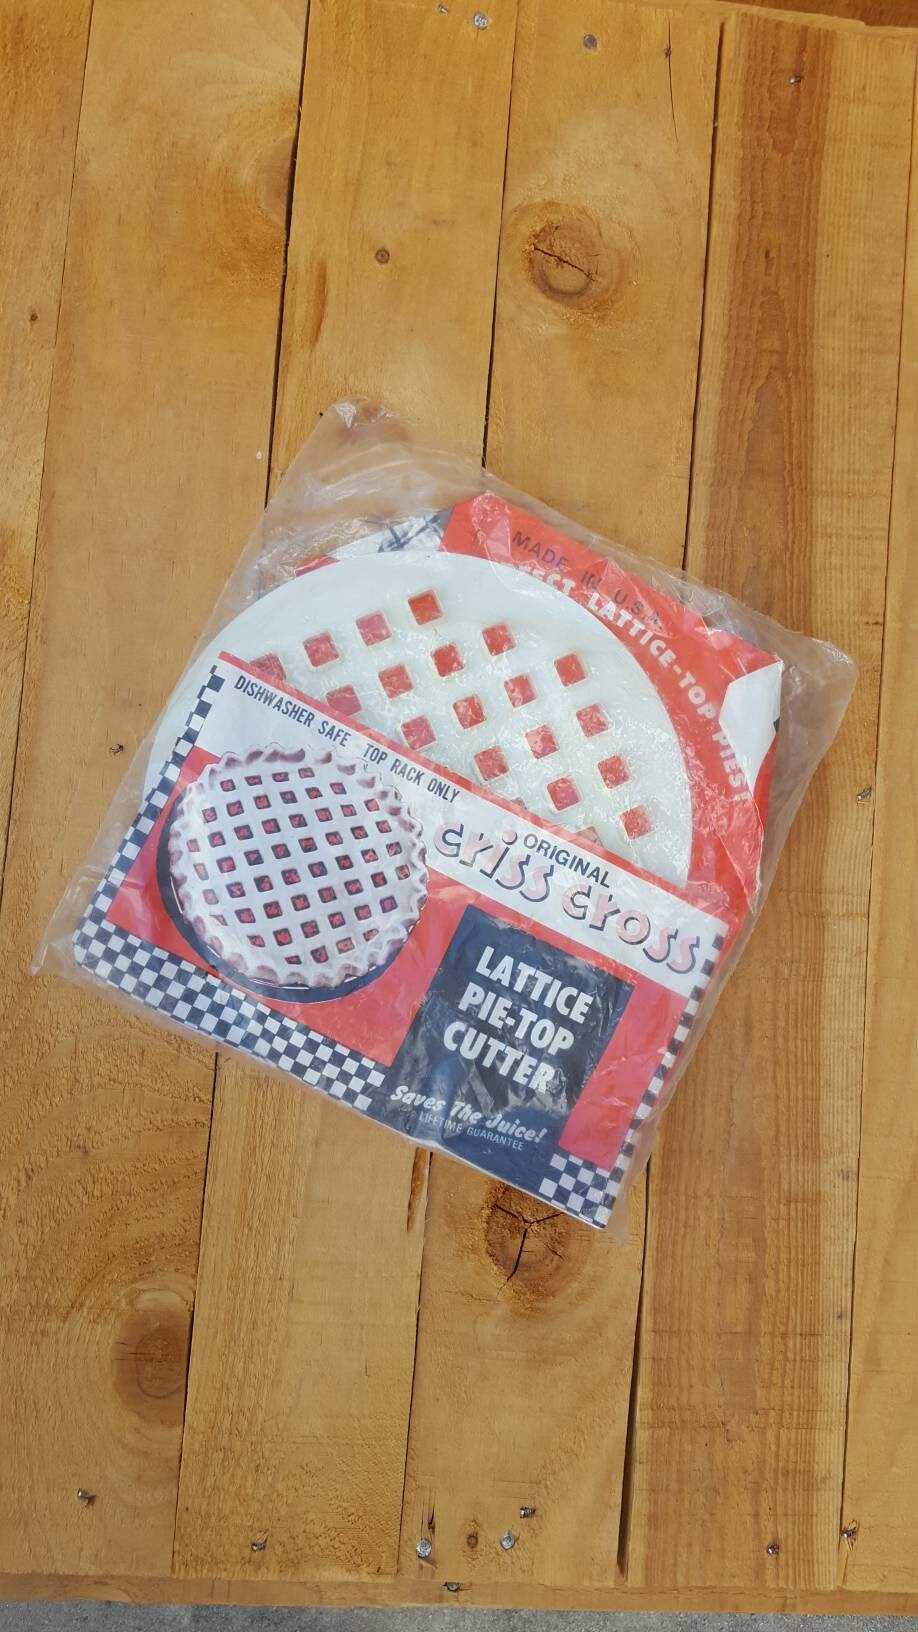 MADE IN U.S.A.
LATTICE-TOP PIES!
DISHWASHER SAFE TOP RACK ONLY
ORIGINAL
criss cross
LATTICE
PIE-TOP
CUTTER
Saves The Juice!
LIFETIME GUARANTEE